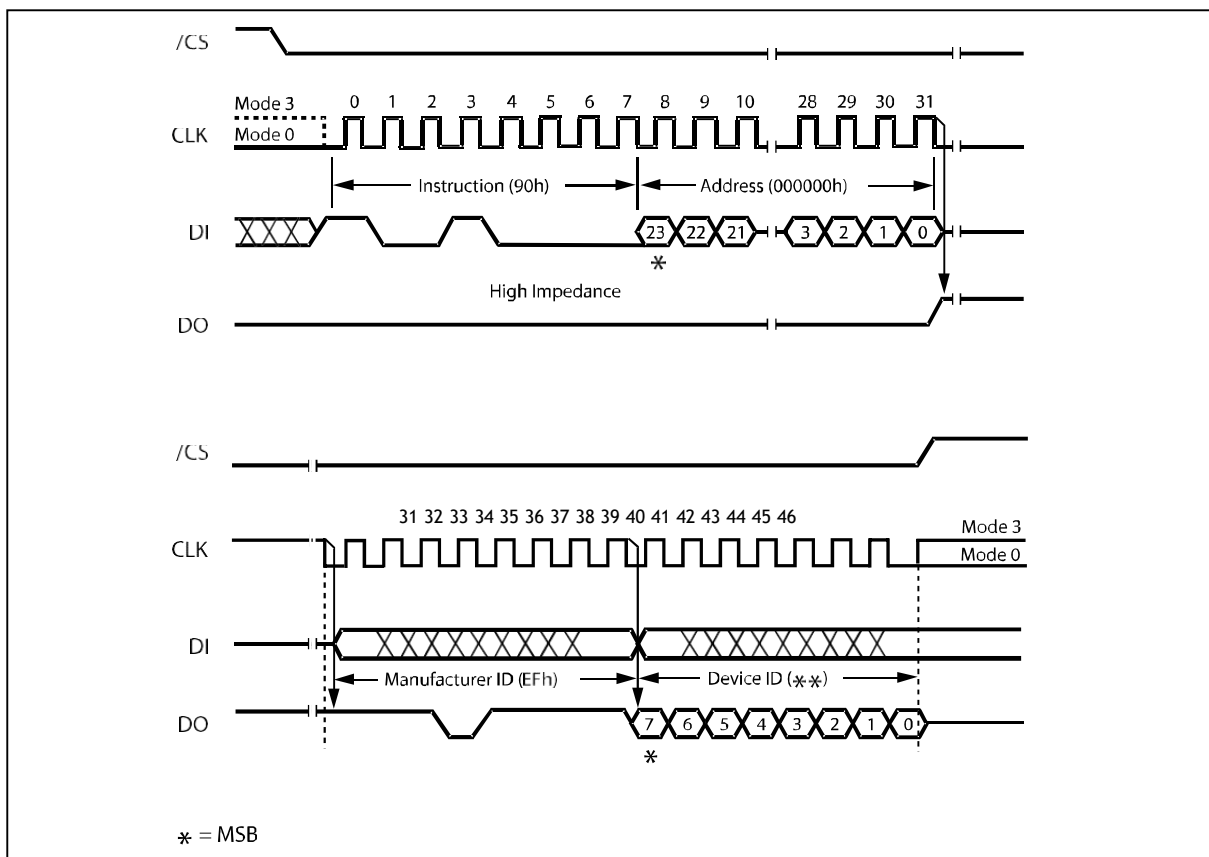 /CS
Mode 3
0 1 2 3 4 5 6 7 8 9 10 28 29 30 31
CLK
Mode 0
Instruction (90h) Address (000000h)
DI
23 22 21 3 2 1 0
*
High Impedance
DO
/CS
31 32 33 34 35 36 37 38 39 40 41 42 43 44 45 46
Mode 3
CLK
Mode 0
DI
Manufacturer ID (EFh) Device ID (**)
DO
7 6 5 4 3 2 1 0
*
* = MSB